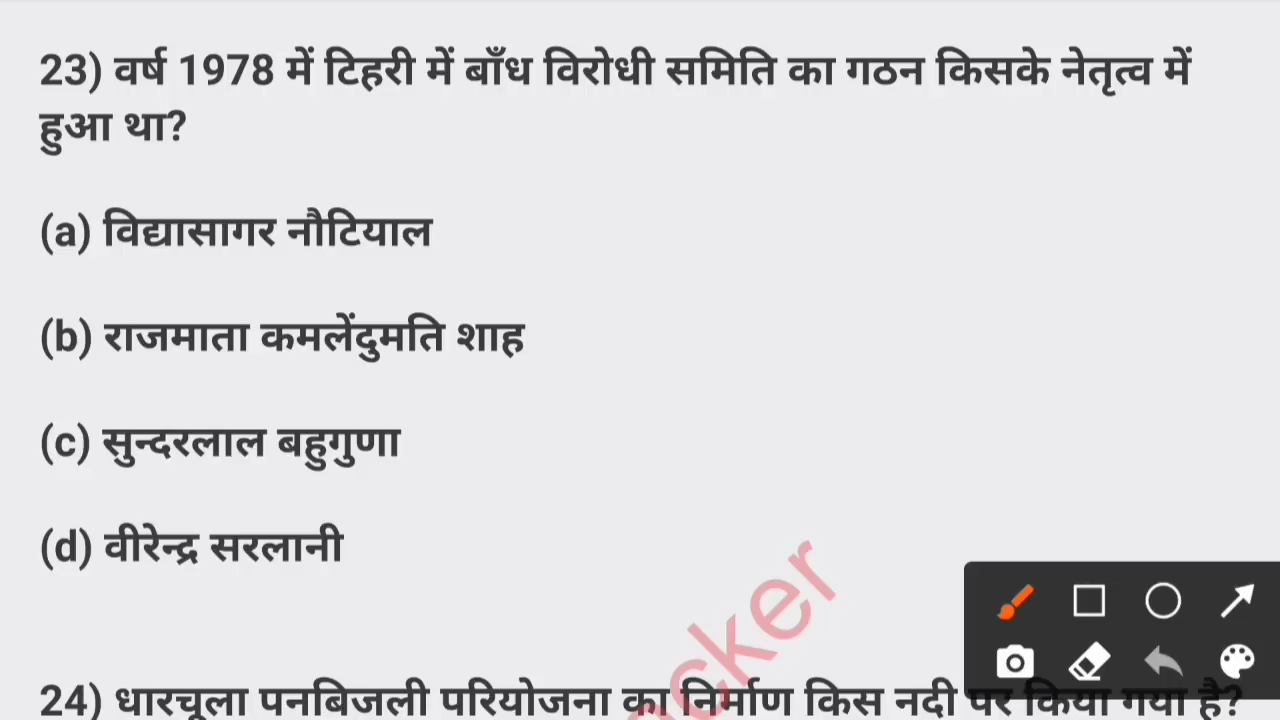 23) वर्ष 1978 में टिहरी में बाँध विरोधी समिति का गठन किसके नेतृत्व में
हुआ था?
(a) विद्यासागर नौटियाल
(b) राजमाता कमलेंदुमति शाह
(c) सुन्दरलाल बहुगुणा
(d) वीरेन्द्र सरलानी
cker
24) धारचूला पनबिजली परियोजना का निर्माण किस नदी पर किया गया है?